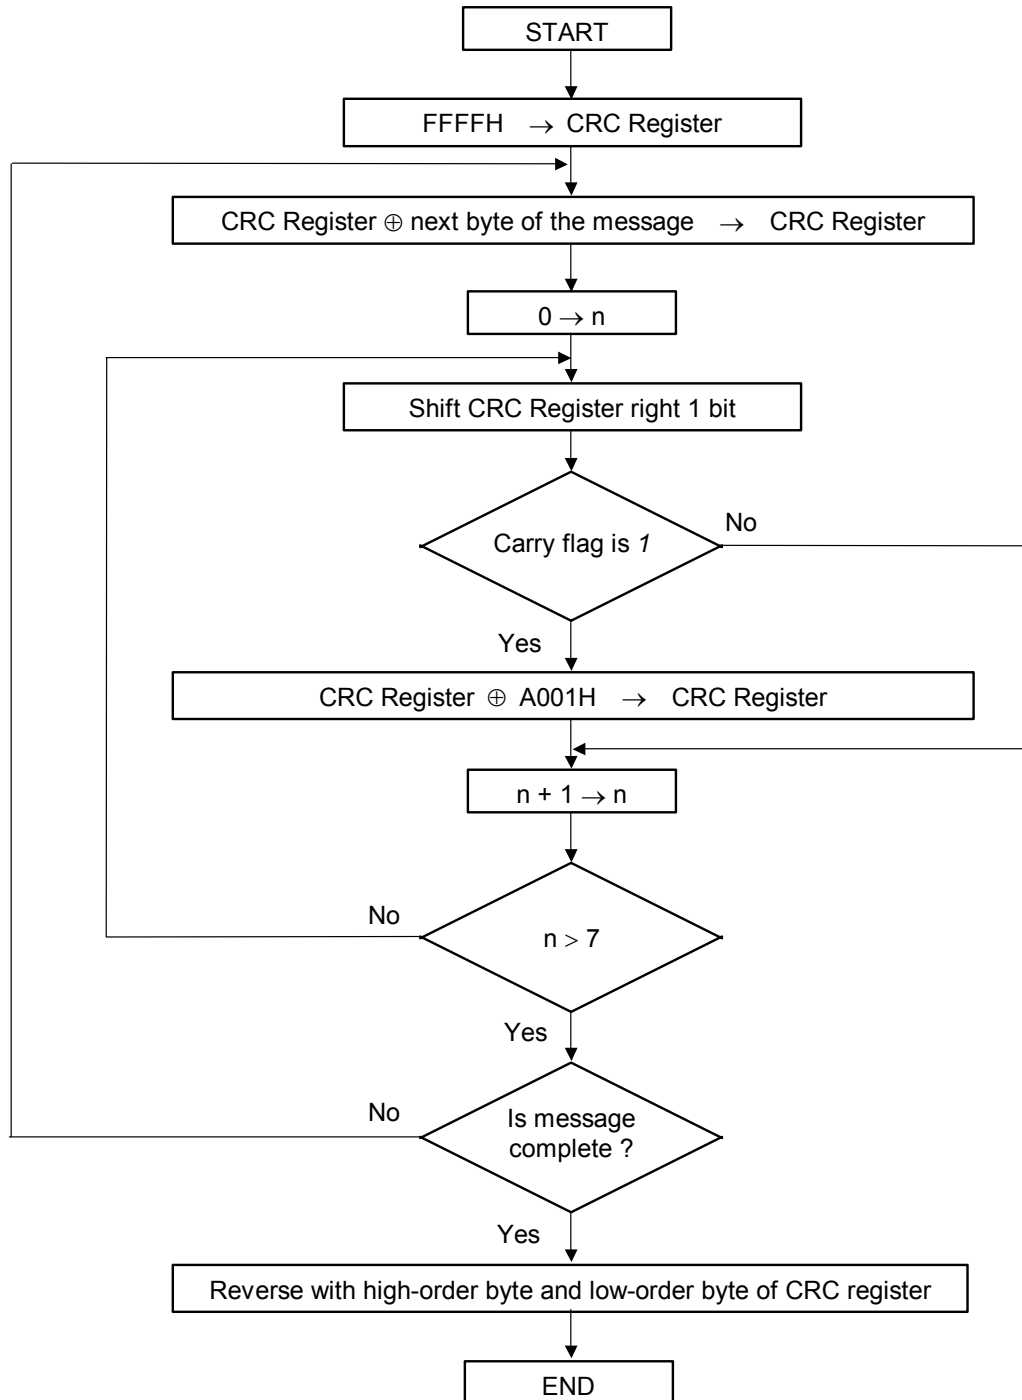 START
FFFFH → CRC Register
CRC Register ⊕ next byte of the message → CRC Register
0 → n
Shift CRC Register right 1 bit
Carry flag is 1
No
Yes
CRC Register ⊕ A001H → CRC Register
n + 1 → n
No
n > 7
Yes
No
Is message
complete ?
Yes
Reverse with high-order byte and low-order byte of CRC register
END